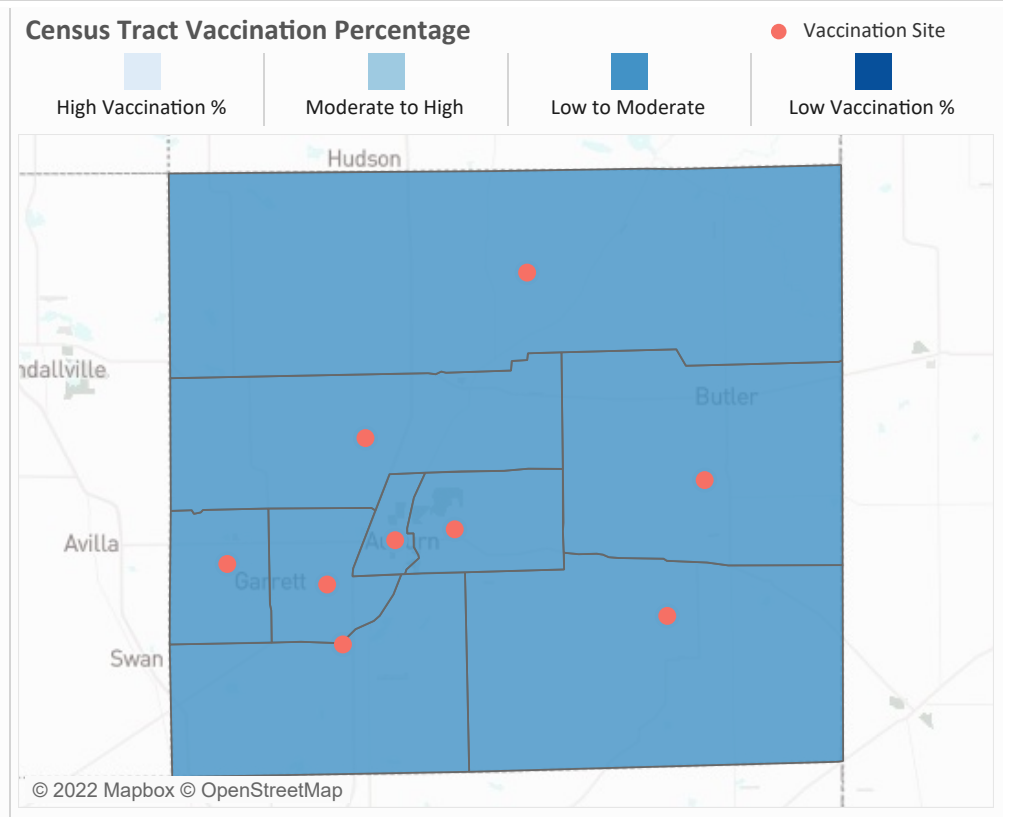 Census Tract Vaccination Percentage
Vaccination Site
High Vaccination %
Moderate to High
Low to Moderate
Low Vaccination %
Hudson
ndallville
Butler
Avilla
Garrett
Swan
© 2022 Mapbox © OpenStreetMap